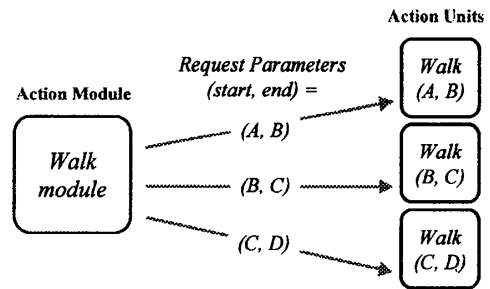 Action Units
Request Parameters
(start, end) =
Action Module
Walk
module
(A, B)
(B, C)
(C, D)
Walk
(A, B)
Walk
(B, C)
Walk
(C, D)